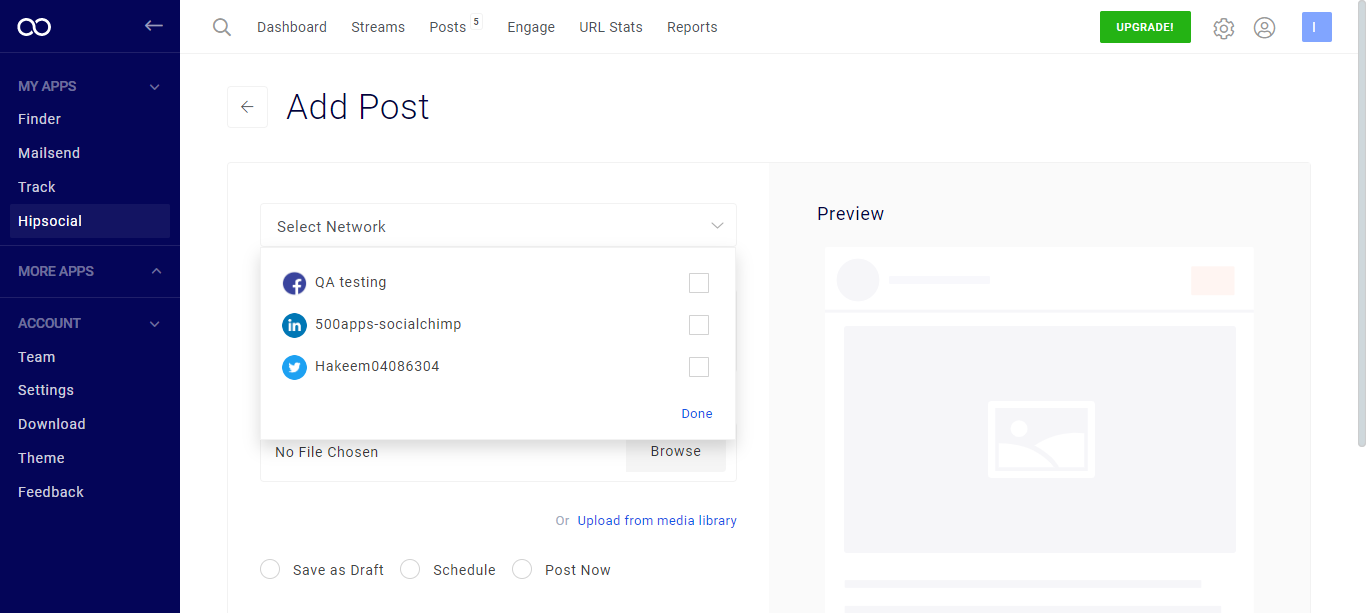 Dashboard Streams Posts 5 Engage URL Stats Reports UPGRADE! I
MY APPS
Finder
Mailsend
Track
Hipsocial
MORE APPS
ACCOUNT
Team
Settings
Download
Theme
Feedback
Add Post
Select Network
QA testing
500apps-socialchimp
Hakeem04086304
Done
No File Chosen Browse
Or Upload from media library
Save as Draft Schedule Post Now
Preview